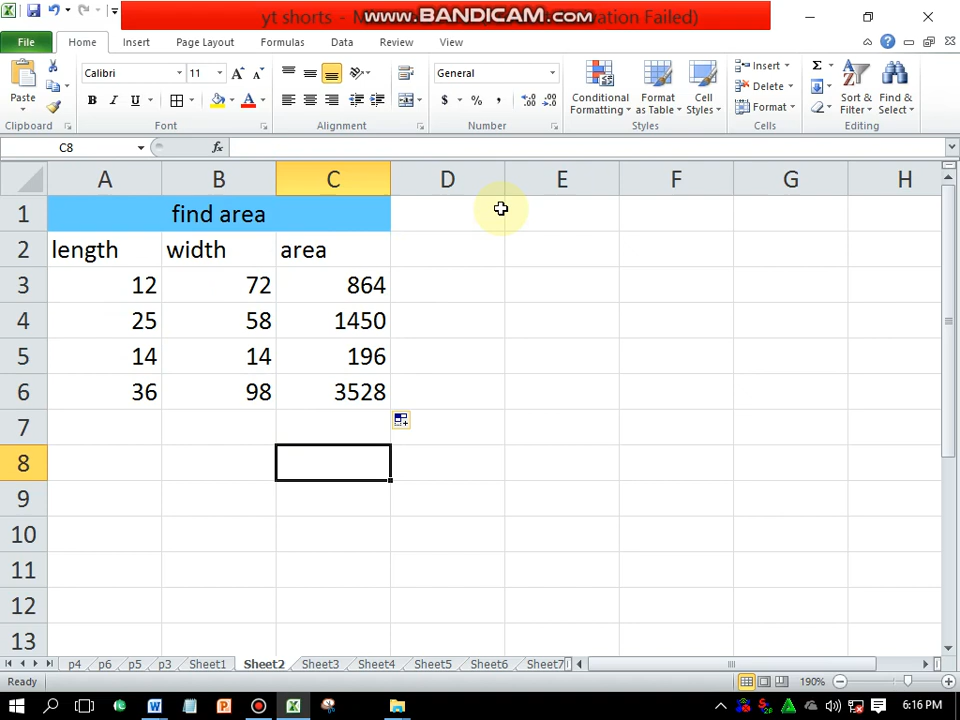 yt shorts - M
www.BANDICAM.com
vation Failed)
File Home Insert Page Layout Formulas Data Review View
Paste
Calibri 11
B I U
General
$ % ,
Conditional Formatting
Format as Table
Cell Styles
Insert
Delete
Format
Σ
Sort & Filter
Find & Select
Clipboard Font Alignment Number Styles Cells Editing
C8 fx
A B C D E F G H
1 find area
2 length width area
3 12 72 864
4 25 58 1450
5 14 14 196
6 36 98 3528
7
8
9
10
11
12
13
p4 p6 p5 p3 Sheet1 Sheet2 Sheet3 Sheet4 Sheet5 Sheet6 Sheet7
Ready 190%
6:16 PM